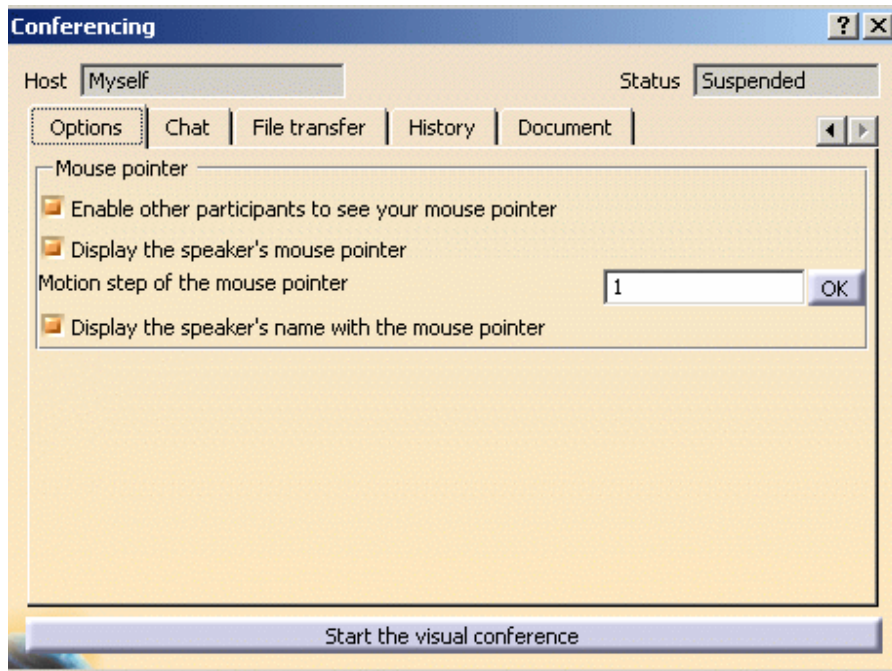 Conferencing
Host Myself Status Suspended
Options Chat File transfer History Document
Mouse pointer
Enable other participants to see your mouse pointer
Display the speaker's mouse pointer
Motion step of the mouse pointer 1 OK
Display the speaker's name with the mouse pointer
Start the visual conference